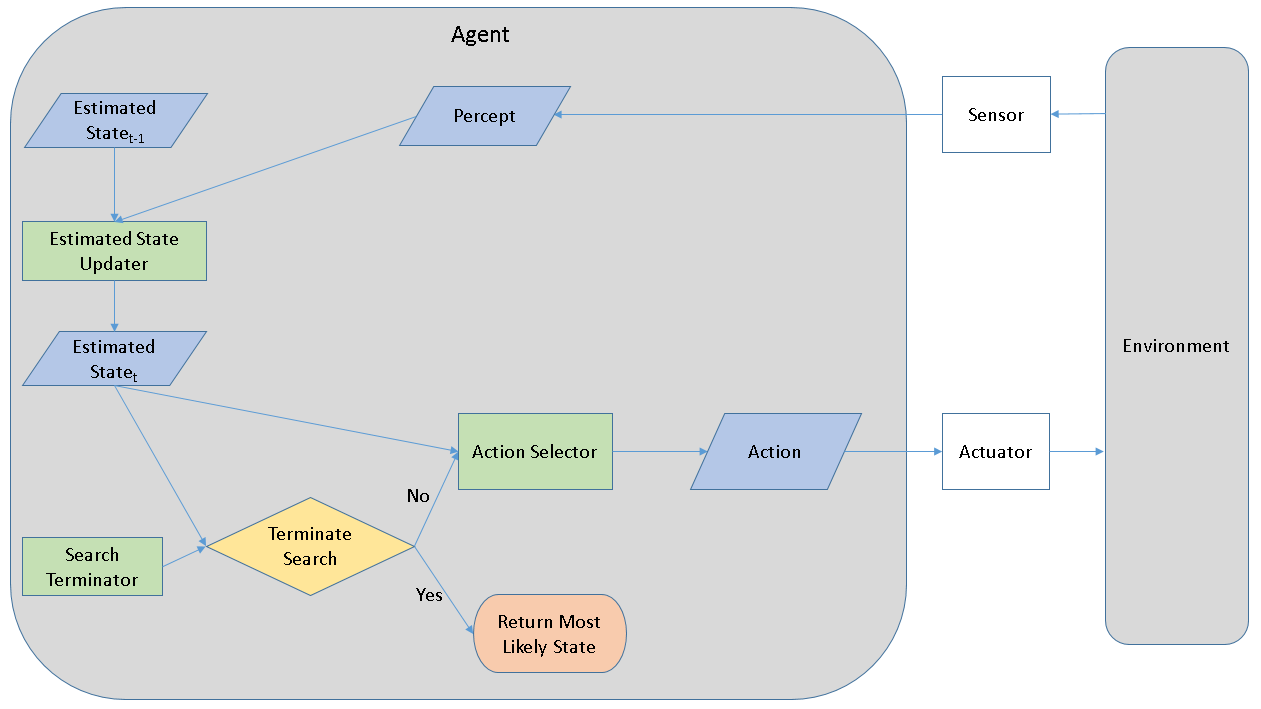 Agent
Estimated
State t-1
Percept
Sensor
Estimated State
Updater
Estimated
State t
Environment
Action Selector
Action
Actuator
No
Terminate
Search
Search
Terminator
Yes
Return Most
Likely State